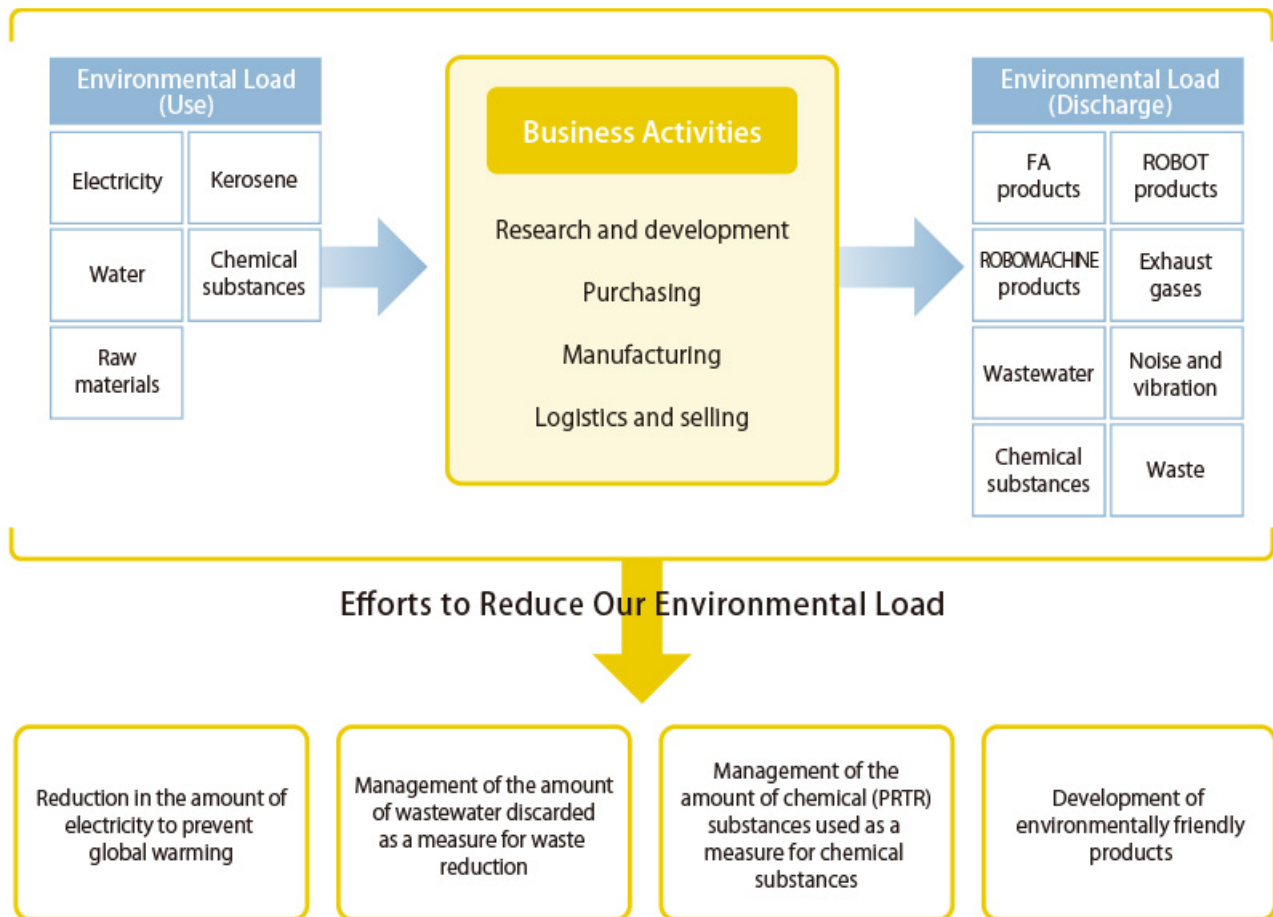 Environmental Load
(Use)
Electricity
Kerosene
Water
Chemical
substances
Raw
materials
Business Activities
Research and development
Purchasing
Manufacturing
Logistics and selling
Environmental Load
(Discharge)
FA
products
ROBOT
products
ROBOMACHINE
products
Exhaust
gases
Wastewater
Noise and
vibration
Chemical
substances
Waste
Efforts to Reduce Our Environmental Load
Reduction in the amount of
electricity to prevent
global warming
Management of the amount
of wastewater discarded
as a measure for waste
reduction
Management of the
amount of chemical (PRTR)
substances used as a
measure for chemical
substances
Development of
environmentally friendly
products